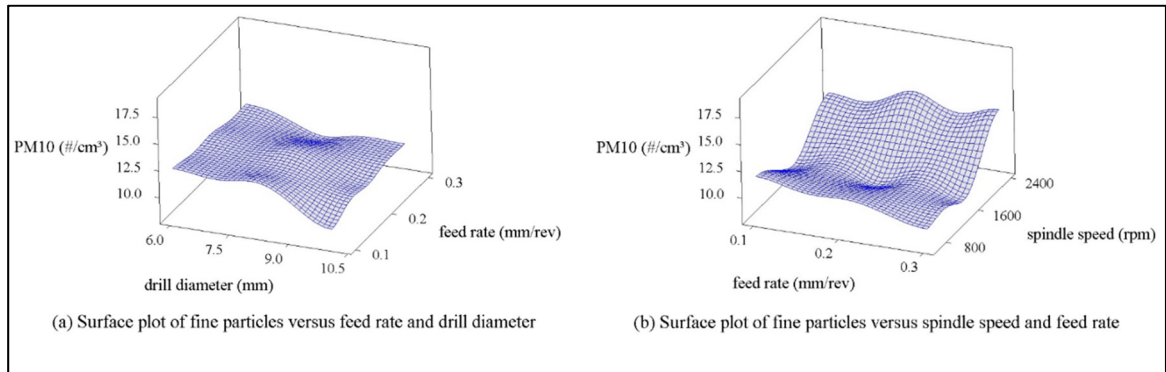 17.5
15.0
PM10 (#/cm³)
12.5
10.0
0.3
0.2
feed rate (mm/rev)
0.1
6.0
7.5
9.0
10.5
drill diameter (mm)
(a) Surface plot of fine particles versus feed rate and drill diameter
17.5
15.0
PM10 (#/cm³)
12.5
10.0
2400
1600
spindle speed (rpm)
800
0.1
0.2
0.3
feed rate (mm/rev)
(b) Surface plot of fine particles versus spindle speed and feed rate